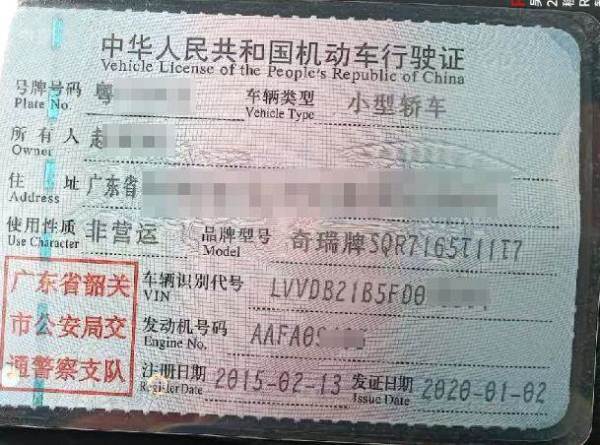 中华人民共和国机动车行驶证
Vehicle License of the People's Republic of China
号牌号码 粤 车辆类型 小型轿车
Plate No. Vehicle Type
所有人 赵
Owner
住址 广东省
Address
使用性质 非营运 品牌型号 奇瑞牌SQR7165T11T7
Use Character Model
广东省韶关 车辆识别代号 LVVDB21B5FD0
市公安局交 VIN
通警察支队 发动机号码 AAFA0S
Engine No.
注册日期 2015-02-13 发证日期 2020-01-02
Register Date Issue Date